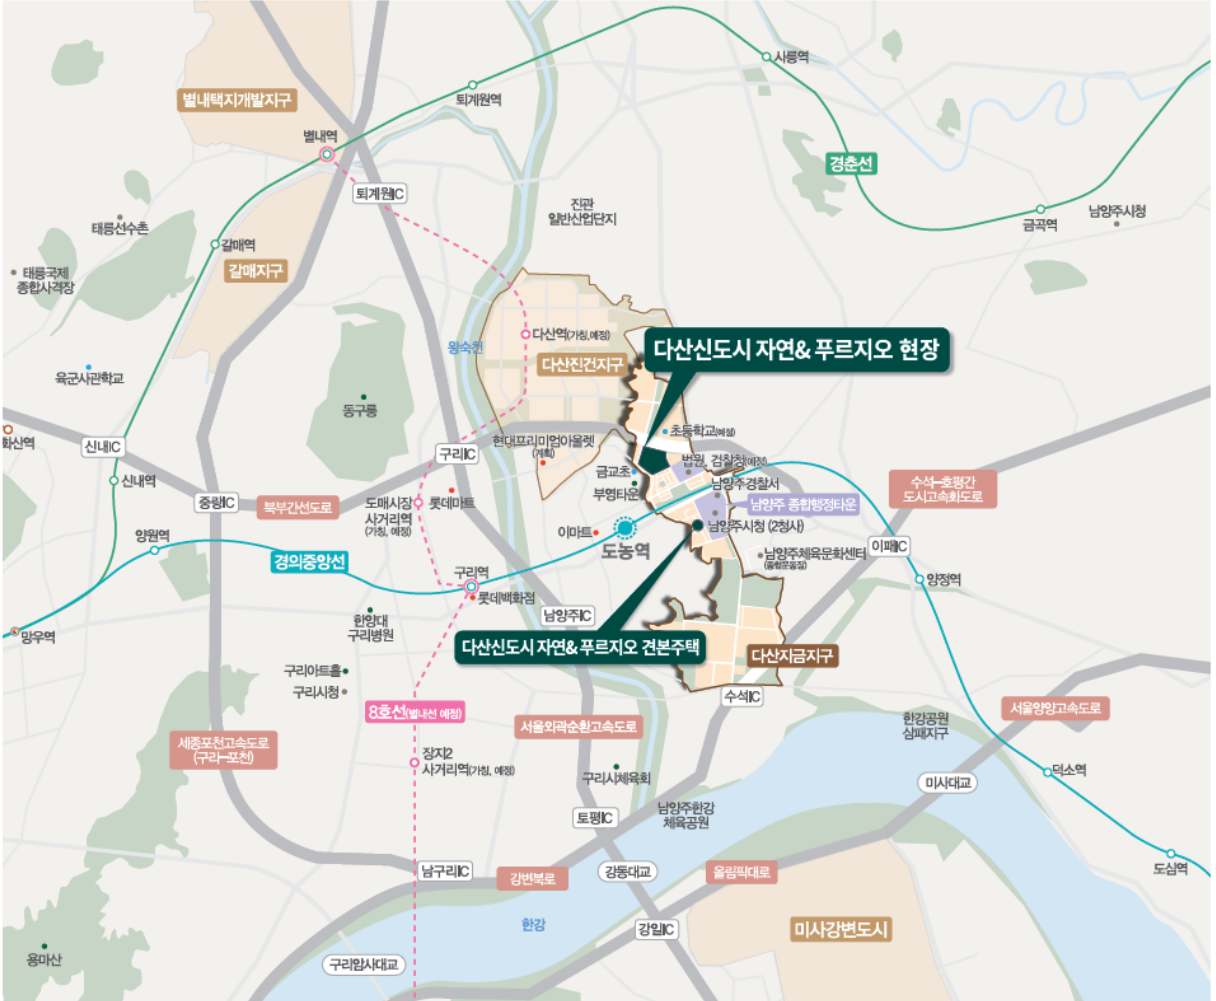 사릉역
퇴계원역
별내택지개발지구
별내역
경춘선
퇴계원IC
진관
일반산업단지
남양주시청
금곡역
태릉선수촌
갈매역
갈매지구
태릉국제
종합사격장
다산역(가칭,예정)
왕숙천
다산진건지구
다산신도시 자연& 푸르지오 현장
육군사관학교
동구릉
초등학교(예정)
화산역
신내IC
구리IC
현대프리미엄아울렛
(계획)
금교초
법원, 검찰청(예정)
신내역
부영타운
남양주경찰서
수석-호평간
도시고속화도로
중랑IC
북부간선도로
도매시장
사거리역
(가칭, 예정)
롯데마트
남양주 종합행정타운
이마트
남양주시청 (2청사)
양원역
도농역
이패IC
경의중앙선
남양주체육문화센터
(종합운동장)
구리역
양정역
롯데백화점
한양대
구리병원
남양주IC
망우역
다산신도시 자연& 푸르지오 견본주택
다산지금지구
구리아트홀
구리시청
수석IC
8호선(별내선 예정)
서울외곽순환고속도로
서울양양고속도로
한강공원
삼패지구
세종포천고속도로
(구리-포천)
장지2
사거리역(가칭, 예정)
구리시체육회
덕소역
미사대교
남양주한강
체육공원
토평IC
남구리IC
강변북로
강동대교
올림픽대로
도심역
한강
강일IC
미사강변도시
용마산
구리암사대교